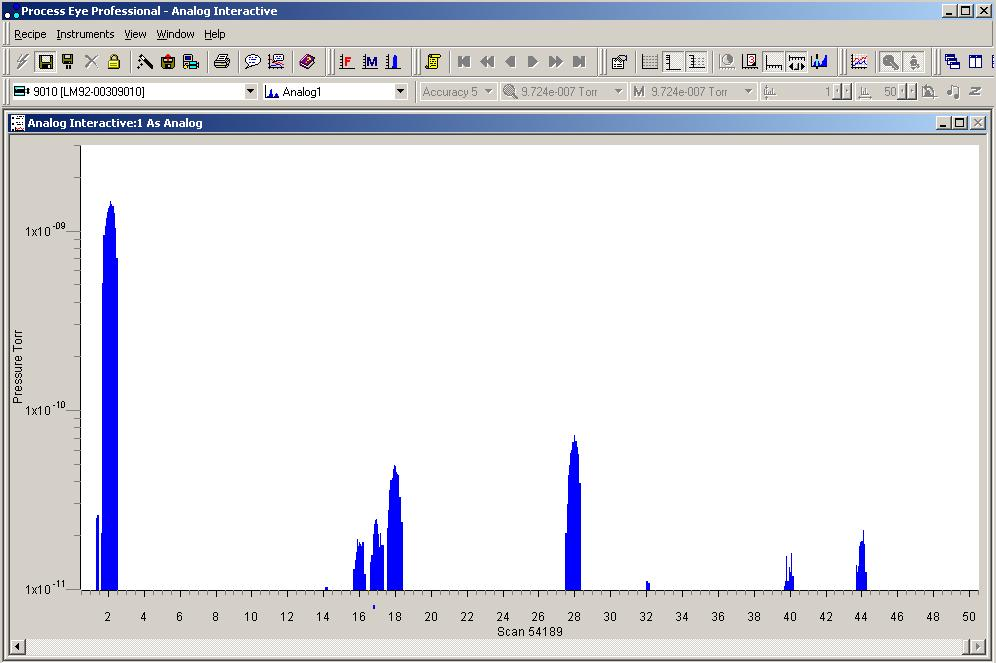 Process Eye Professional - Analog Interactive
Recipe Instruments View Window Help
F M
9010 [LM92-00309010] Analog1 Accuracy 5 9.724e-007 Torr M 9.724e-007 Torr 1 50
Analog Interactive:1 As Analog
Pressure Torr
1x10-09
1x10-10
1x10-11
2 4 6 8 10 12 14 16 18 20 22 24 26 28 30 32 34 36 38 40 42 44 46 48 50
Scan 54189